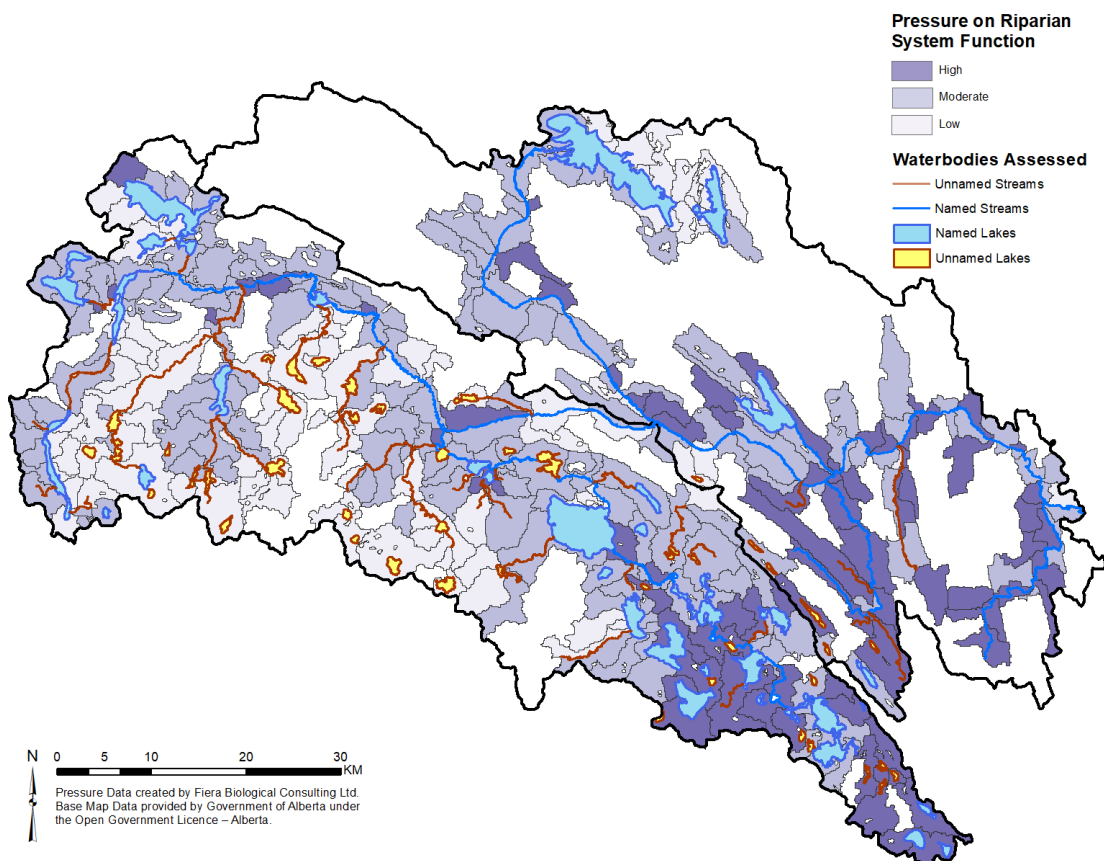 Pressure on Riparian
System Function
High
Moderate
Low
Waterbodies Assessed
Unnamed Streams
Named Streams
Named Lakes
Unnamed Lakes
N
0 5 10 20 30
KM
Pressure Data created by Fiera Biological Consulting Ltd.
Base Map Data provided by Government of Alberta under
the Open Government Licence – Alberta.